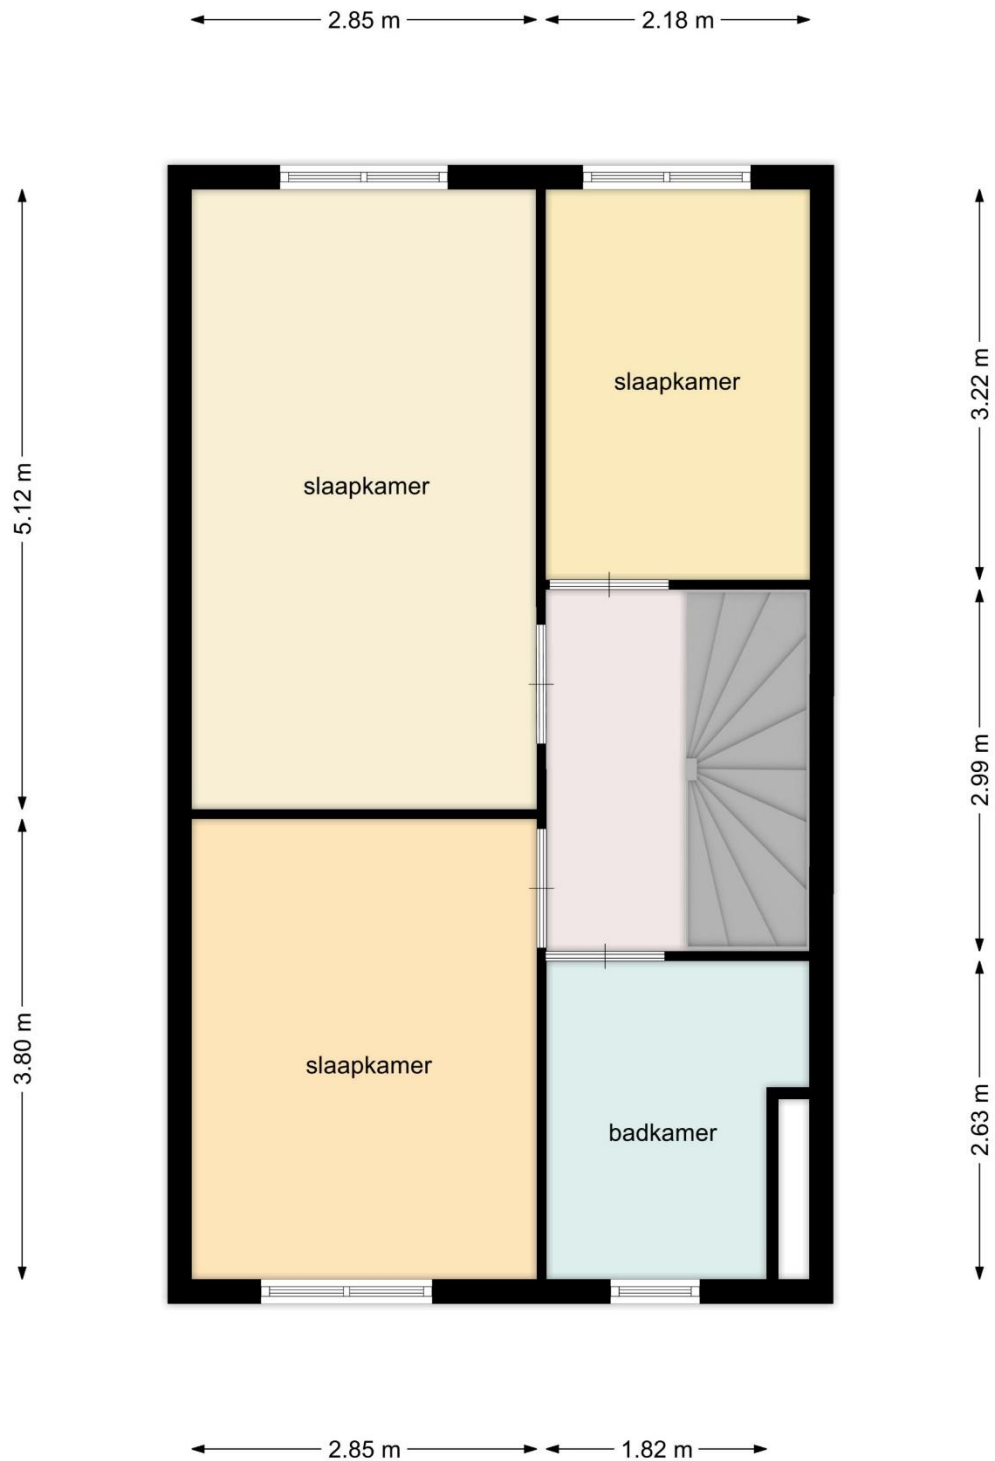 2.85 m
2.18 m
slaapkamer
3.22 m
slaapkamer
5.12 m
2.99 m
slaapkamer
3.80 m
badkamer
2.63 m
2.85 m
1.82 m